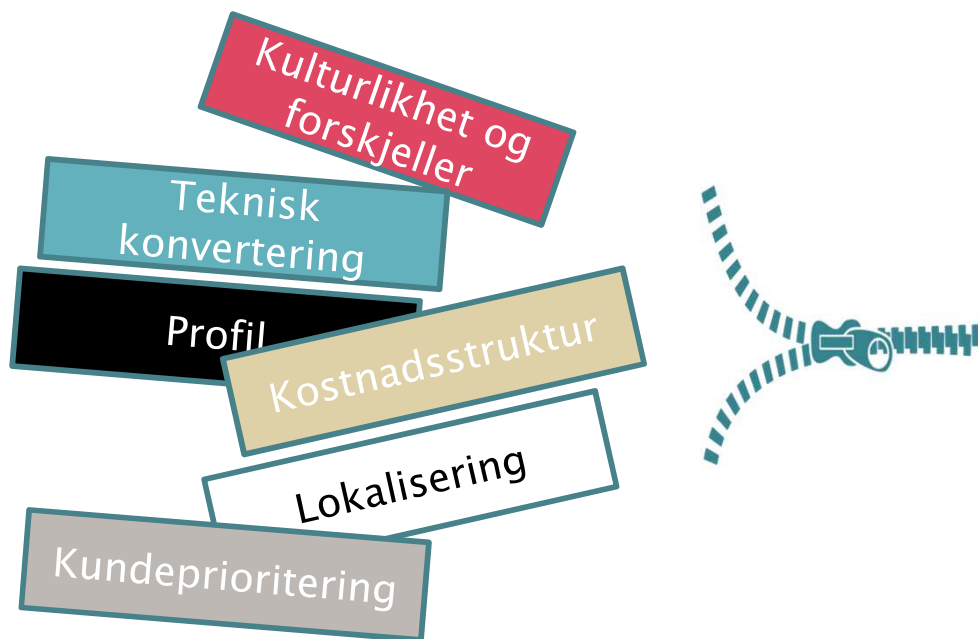 Kulturlikhet og
forskjeller
Teknisk
konvertering
Profil
Kostnadsstruktur
Lokalisering
Kundeprioritering